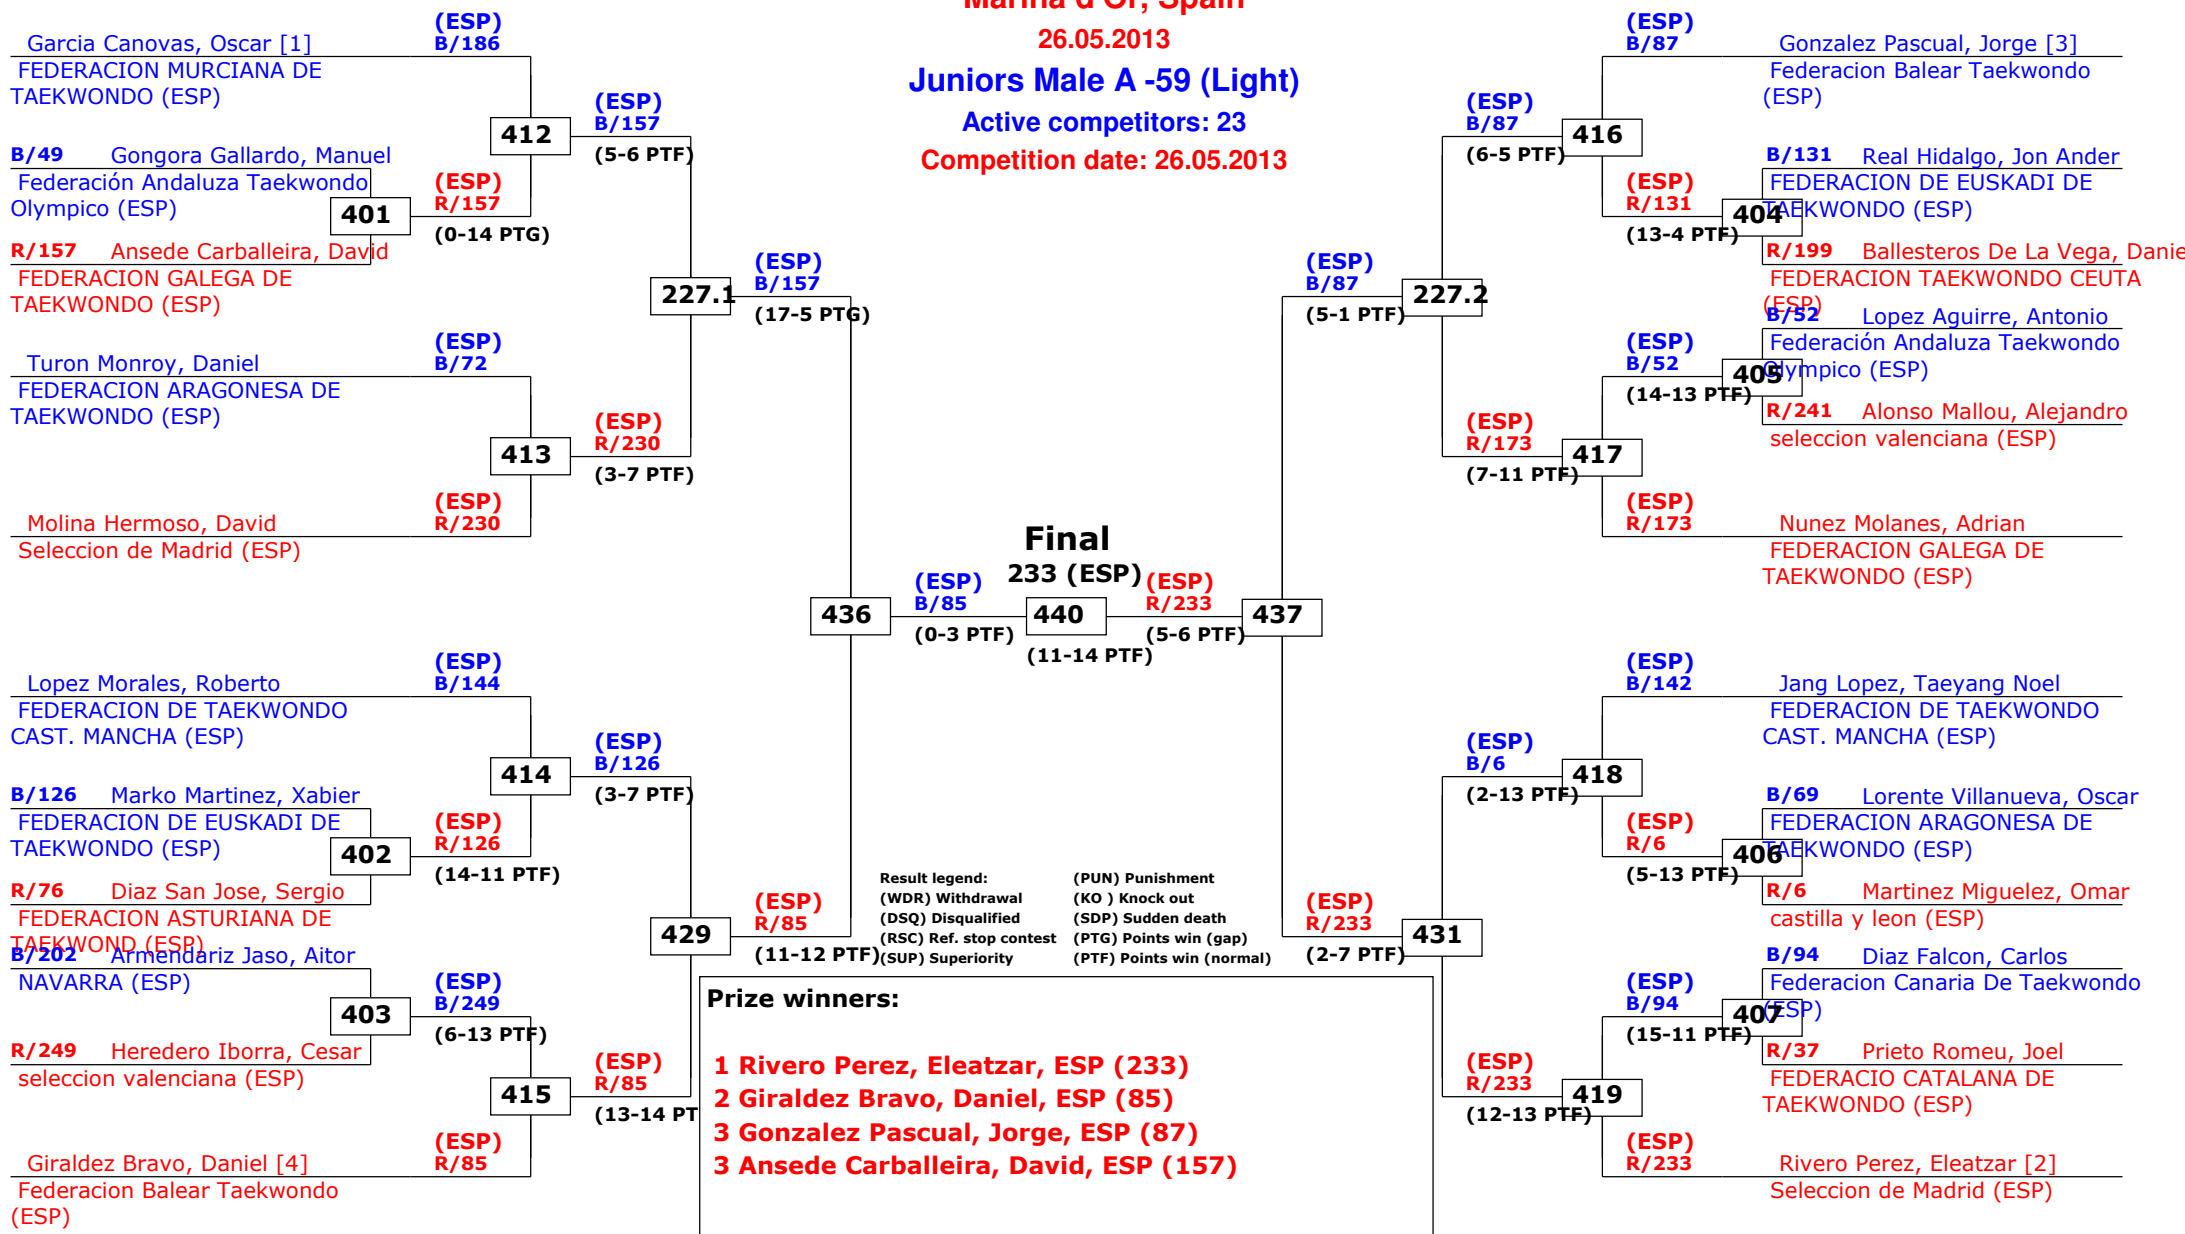 Marina d'Or, Spain
26.05.2013
Juniors Male A -59 (Light)
Active competitors: 23
Competition date: 26.05.2013
Garcia Canovas, Oscar [1]
FEDERACION MURCIANA DE
TAEKWONDO (ESP)
(ESP)
B/186
B/49 Gongora Gallardo, Manuel
Federación Andaluza Taekwondo
Olympico (ESP)
401
R/157 Ansede Carballeira, David
FEDERACION GALEGA DE
TAEKWONDO (ESP)
(ESP)
R/157
(0-14 PTG)
412
(ESP)
B/157
(5-6 PTF)
Turon Monroy, Daniel
FEDERACION ARAGONESA DE
TAEKWONDO (ESP)
(ESP)
B/72
413
(ESP)
R/230
(3-7 PTF)
Molina Hermoso, David
Seleccion de Madrid (ESP)
(ESP)
R/230
227.1
(ESP)
B/157
(17-5 PTG)
Lopez Morales, Roberto
FEDERACION DE TAEKWONDO
CAST. MANCHA (ESP)
(ESP)
B/144
B/126 Marko Martinez, Xabier
FEDERACION DE EUSKADI DE
TAEKWONDO (ESP)
402
R/76 Diaz San Jose, Sergio
FEDERACION ASTURIANA DE
TAEKWOND (ESP)
(ESP)
R/126
(14-11 PTF)
414
(ESP)
B/126
(3-7 PTF)
B/202 Armendariz Jaso, Aitor
NAVARRA (ESP)
403
R/249 Heredero Iborra, Cesar
seleccion valenciana (ESP)
(ESP)
B/249
(6-13 PTF)
415
(ESP)
R/85
(13-14 PT
Giraldez Bravo, Daniel [4]
Federacion Balear Taekwondo
(ESP)
(ESP)
R/85
429
(ESP)
R/85
(11-12 PTF)
436
(ESP)
B/85
(0-3 PTF)
Final
233 (ESP)
440
(11-14 PTF)
(ESP)
R/233
(5-6 PTF)
437
(ESP)
B/87
(5-1 PTF)
227.2
(ESP)
B/87
(6-5 PTF)
416
(ESP)
B/87
Gonzalez Pascual, Jorge [3]
Federacion Balear Taekwondo
(ESP)
(ESP)
R/131
(13-4 PTF)
404
B/131 Real Hidalgo, Jon Ander
FEDERACION DE EUSKADI DE
TAEKWONDO (ESP)
R/199 Ballesteros De La Vega, Danie
FEDERACION TAEKWONDO CEUTA
(ESP)
(ESP)
R/173
(7-11 PTF)
417
(ESP)
B/52
(14-13 PTF)
405
B/52 Lopez Aguirre, Antonio
Federación Andaluza Taekwondo
Olympico (ESP)
R/241 Alonso Mallou, Alejandro
seleccion valenciana (ESP)
(ESP)
R/173
Nunez Molanes, Adrian
FEDERACION GALEGA DE
TAEKWONDO (ESP)
(ESP)
R/233
(2-7 PTF)
431
(ESP)
B/6
(2-13 PTF)
418
(ESP)
B/142
Jang Lopez, Taeyang Noel
FEDERACION DE TAEKWONDO
CAST. MANCHA (ESP)
(ESP)
R/6
(5-13 PTF)
406
B/69 Lorente Villanueva, Oscar
FEDERACION ARAGONESA DE
TAEKWONDO (ESP)
R/6 Martinez Miguelez, Omar
castilla y leon (ESP)
(ESP)
R/233
(12-13 PTF)
419
(ESP)
B/94
(15-11 PTF)
407
B/94 Diaz Falcon, Carlos
Federacion Canaria De Taekwondo
(ESP)
R/37 Prieto Romeu, Joel
FEDERACIO CATALANA DE
TAEKWONDO (ESP)
(ESP)
R/233
Rivero Perez, Eleatzar [2]
Seleccion de Madrid (ESP)
Result legend: (PUN) Punishment
(WDR) Withdrawal (KO ) Knock out
(DSQ) Disqualified (SDP) Sudden death
(RSC) Ref. stop contest (PTG) Points win (gap)
(SUP) Superiority (PTF) Points win (normal)
Prize winners:
1 Rivero Perez, Eleatzar, ESP (233)
2 Giraldez Bravo, Daniel, ESP (85)
3 Gonzalez Pascual, Jorge, ESP (87)
3 Ansede Carballeira, David, ESP (157)